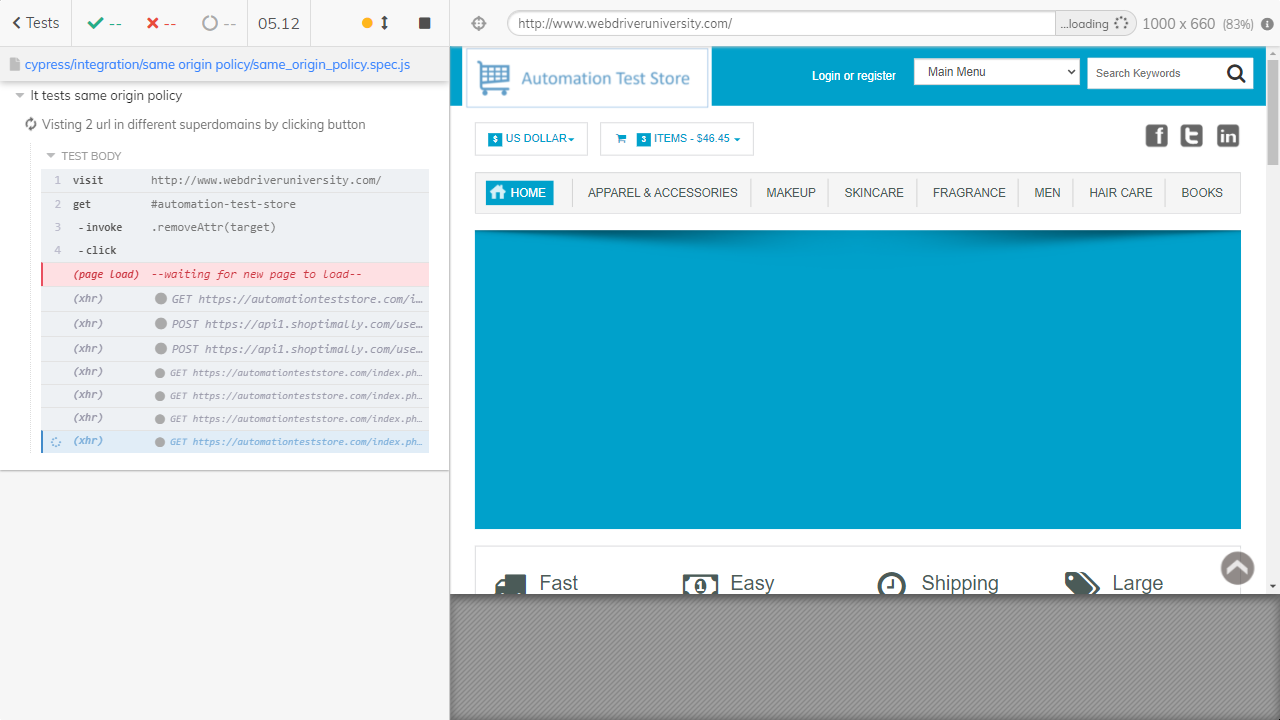 Tests
--
--
--
05.12
http://www.webdriveruniversity.com/
...loading
1000 x 660 (83%)
cypress/integration/same origin policy/same_origin_policy.spec.js
It tests same origin policy
Visting 2 url in different superdomains by clicking button
TEST BODY
1 visit http://www.webdriveruniversity.com/
2 get #automation-test-store
3 - invoke .removeAttr(target)
4 - click
(page load) --waiting for new page to load--
(xhr) GET https://automationteststore.com/i...
(xhr) POST https://api1.shoptimally.com/use...
(xhr) POST https://api1.shoptimally.com/use...
(xhr) GET https://automationteststore.com/index.ph...
(xhr) GET https://automationteststore.com/index.ph...
(xhr) GET https://automationteststore.com/index.ph...
(xhr) GET https://automationteststore.com/index.ph...
Automation Test Store
Login or register
Main Menu
Search Keywords
$ US DOLLAR
3 ITEMS - $46.45
f t in
HOME APPAREL & ACCESSORIES MAKEUP SKINCARE FRAGRANCE MEN HAIR CARE BOOKS
Fast
1 Easy
Shipping
Large